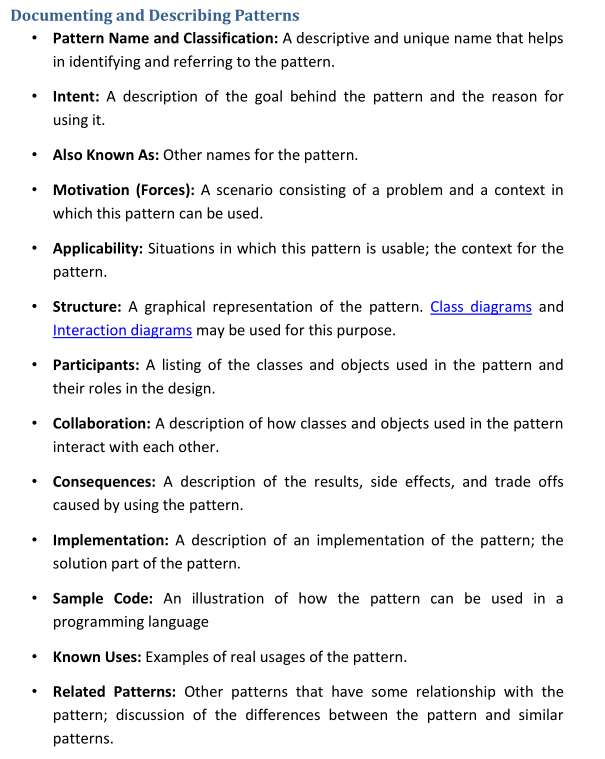 Documenting and Describing Patterns
• Pattern Name and Classification: A descriptive and unique name that helps
in identifying and referring to the pattern.
• Intent: A description of the goal behind the pattern and the reason for
using it.
• Also Known As: Other names for the pattern.
• Motivation (Forces): A scenario consisting of a problem and a context in
which this pattern can be used.
• Applicability: Situations in which this pattern is usable; the context for the
pattern.
• Structure: A graphical representation of the pattern. Class diagrams and
Interaction diagrams may be used for this purpose.
• Participants: A listing of the classes and objects used in the pattern and
their roles in the design.
• Collaboration: A description of how classes and objects used in the pattern
interact with each other.
• Consequences: A description of the results, side effects, and trade offs
caused by using the pattern.
• Implementation: A description of an implementation of the pattern; the
solution part of the pattern.
• Sample Code: An illustration of how the pattern can be used in a
programming language
• Known Uses: Examples of real usages of the pattern.
• Related Patterns: Other patterns that have some relationship with the
pattern; discussion of the differences between the pattern and similar
patterns.